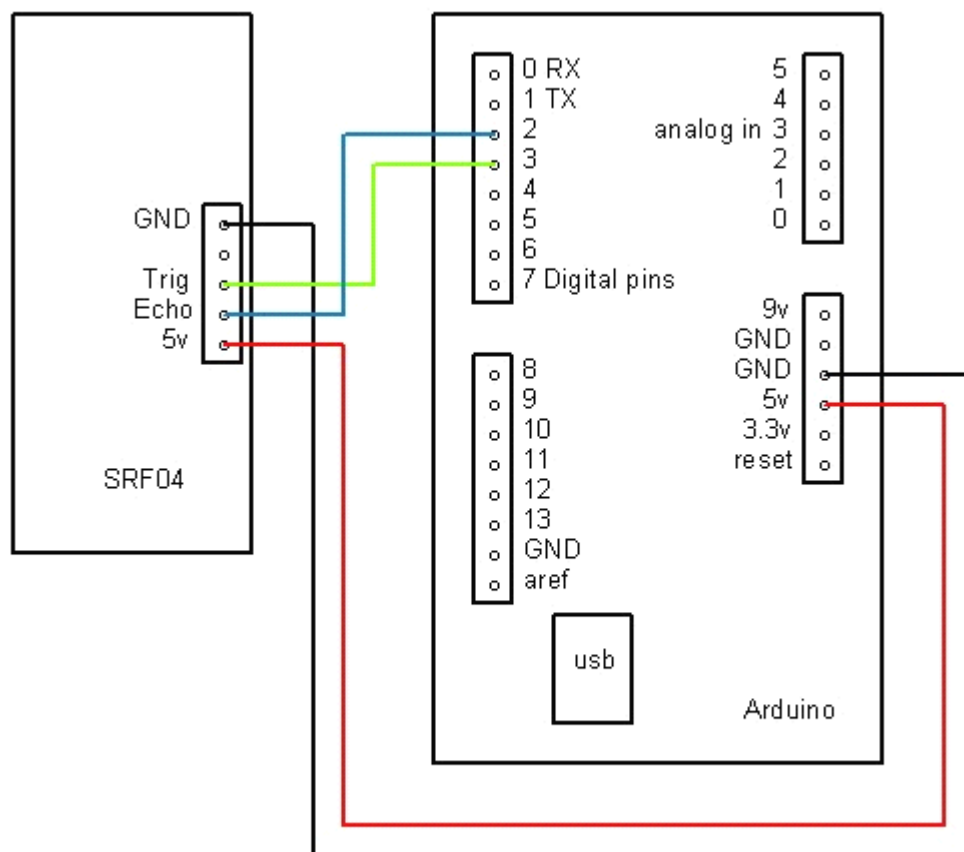 GND
Trig
Echo
5v
SRF04
0 RX
1 TX
2
3
4
5
6
7 Digital pins
8
9
10
11
12
13
GND
aref
usb
5
4
analog in 3
2
1
0
9v
GND
GND
5v
3.3v
reset
Arduino